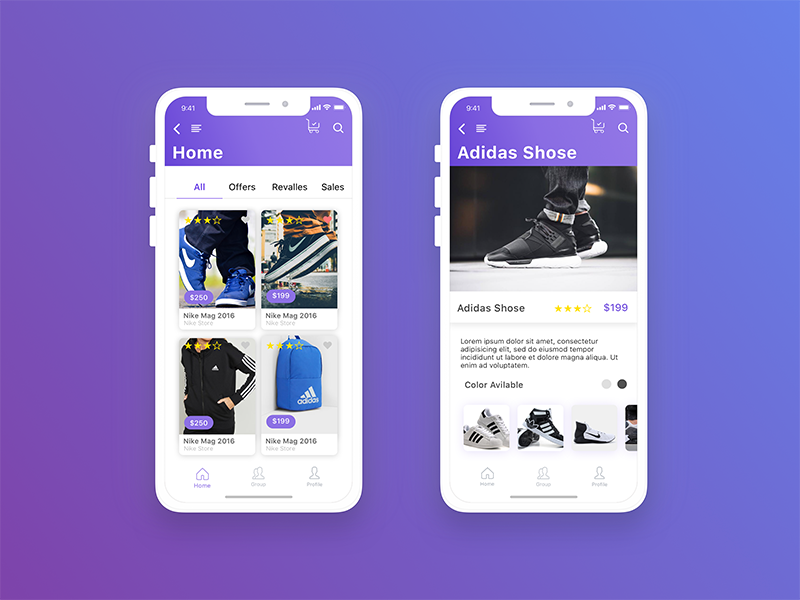 9:41
Home
All Offers Revalles Sales
$250
Nike Mag 2016
Nike Store
$199
Nike Mag 2016
Nike Store
$250
Nike Mag 2016
Nike Store
adidas
$199
Nike Mag 2016
Nike Store
Home Group Profile
9:41
Adidas Shose
Adidas Shose $199
Lorem ipsum dolor sit amet, consectetur
adipisicing elit, sed do eiusmod tempor
incididunt ut labore et dolore magna aliqua. Ut
enim ad voluptatem.
Color Avilable
Home Group Profile